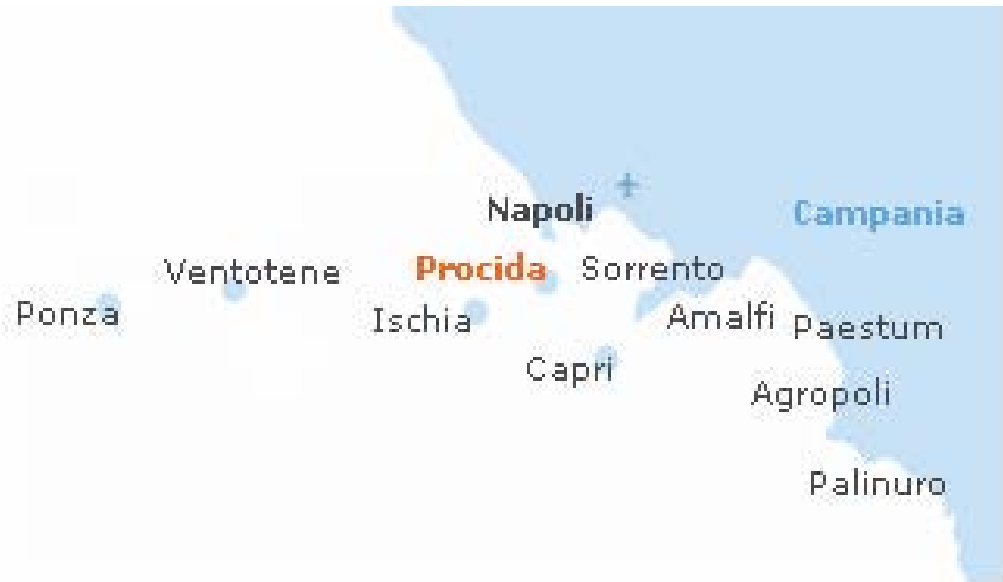 Napoli
Campania
Procida
Sorrento
Ventotene
Ponza
Ischia
Amalfi
Paestum
Capri
Agropoli
Palinuro